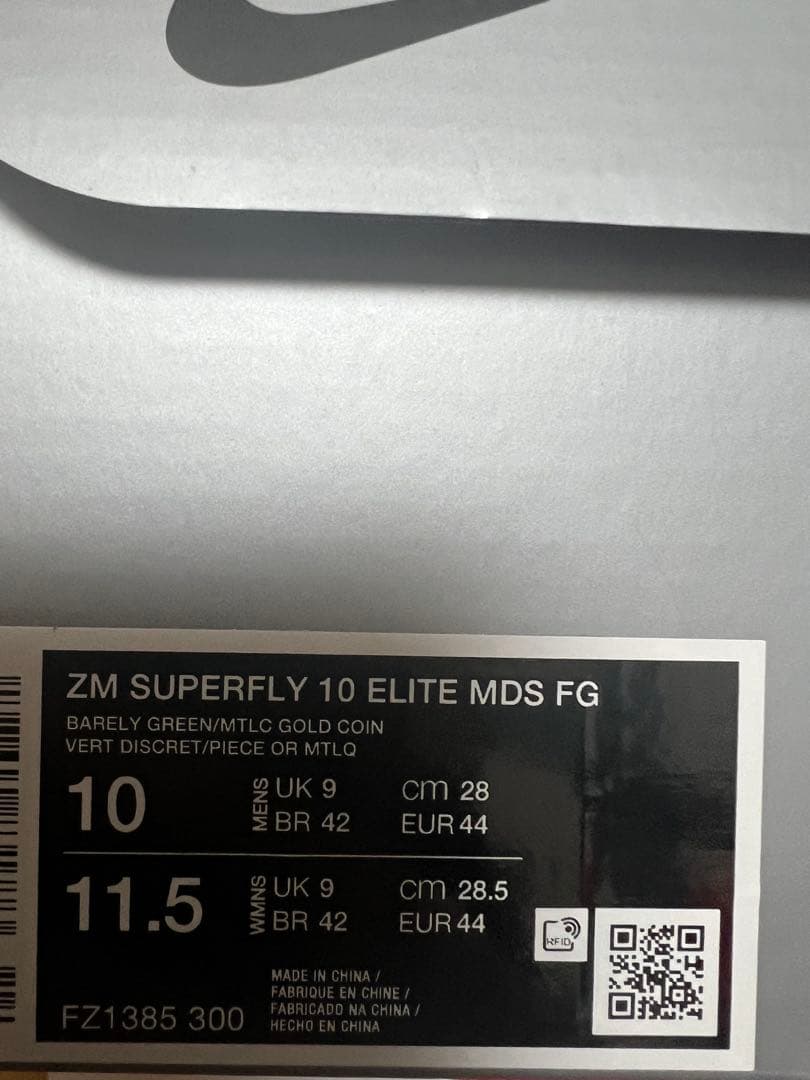 ZM SUPERFLY 10 ELITE MDS FG
BARELY GREEN/MTLC GOLD COIN
VERT DISCRET/PIECE OR MTLQ
10 MENS UK 9 cm 28
BR 42 EUR 44
11.5 WMNS UK 9 cm 28.5
BR 42 EUR 44
RFID
MADE IN CHINA /
FABRIQUE EN CHINE /
FABRICADO NA CHINA /
HECHO EN CHINA
FZ1385 300